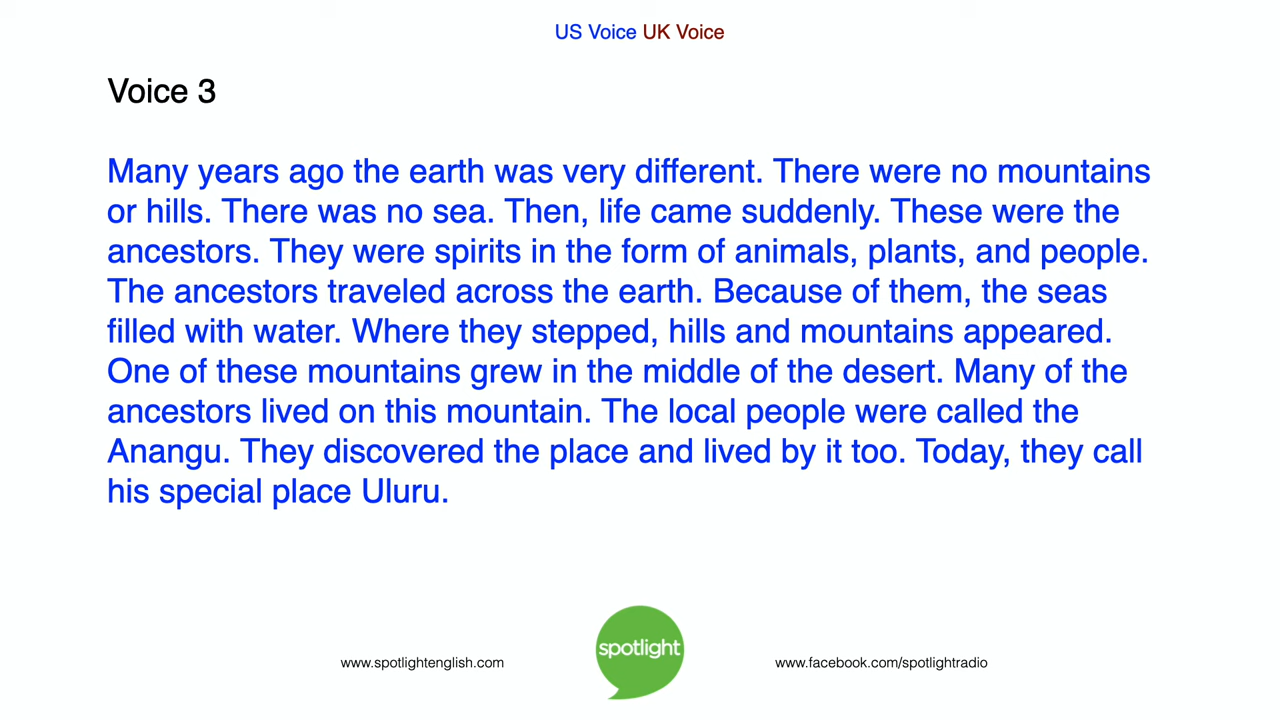 US Voice UK Voice
Voice 3
Many years ago the earth was very different. There were no mountains
or hills. There was no sea. Then, life came suddenly. These were the
ancestors. They were spirits in the form of animals, plants, and people.
The ancestors traveled across the earth. Because of them, the seas
filled with water. Where they stepped, hills and mountains appeared.
One of these mountains grew in the middle of the desert. Many of the
ancestors lived on this mountain. The local people were called the
Anangu. They discovered the place and lived by it too. Today, they call
his special place Uluru.
www.spotlightenglish.com
spotlight
www.facebook.com/spotlightradio